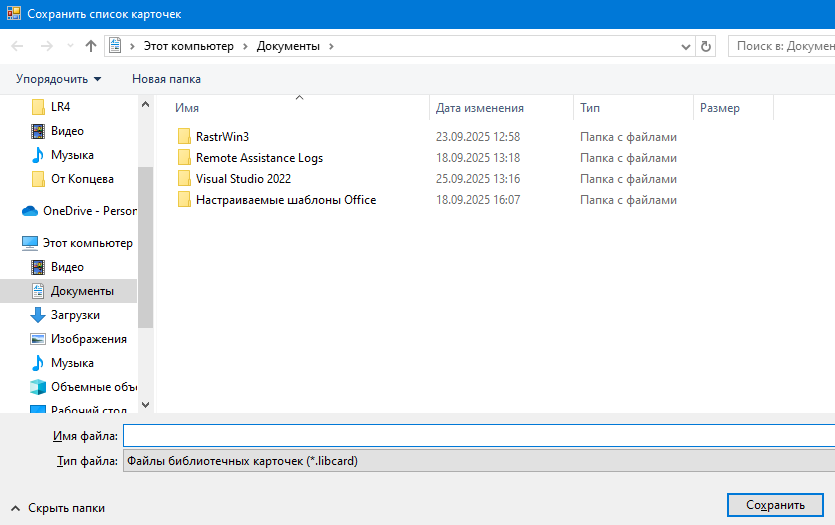 Сохранить список карточек
Этот компьютер > Документы >
Поиск в: Докумен
Упорядочить Новая папка
Имя Дата изменения Тип Размер
RastrWin3 23.09.2025 12:58 Папка с файлами
Remote Assistance Logs 18.09.2025 13:18 Папка с файлами
Visual Studio 2022 25.09.2025 13:16 Папка с файлами
Настраиваемые шаблоны Office 18.09.2025 16:07 Папка с файлами
LR4
Видео
Музыка
От Копцева
OneDrive - Person
Этот компьютер
Видео
Документы
Загрузки
Изображения
Музыка
Объемные объ
Рабочий стол
Имя файла:
Тип файла: Файлы библиотечных карточек (*.libcard)
Скрыть папки
Сохранить